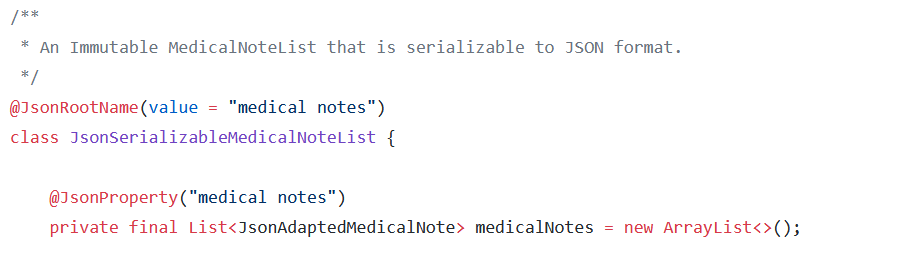 /**
 * An Immutable MedicalNoteList that is serializable to JSON format.
 */
@JsonRootName(value = "medical notes")
class JsonSerializableMedicalNoteList {
    @JsonProperty("medical notes")
    private final List<JsonAdaptedMedicalNote> medicalNotes = new ArrayList<>();